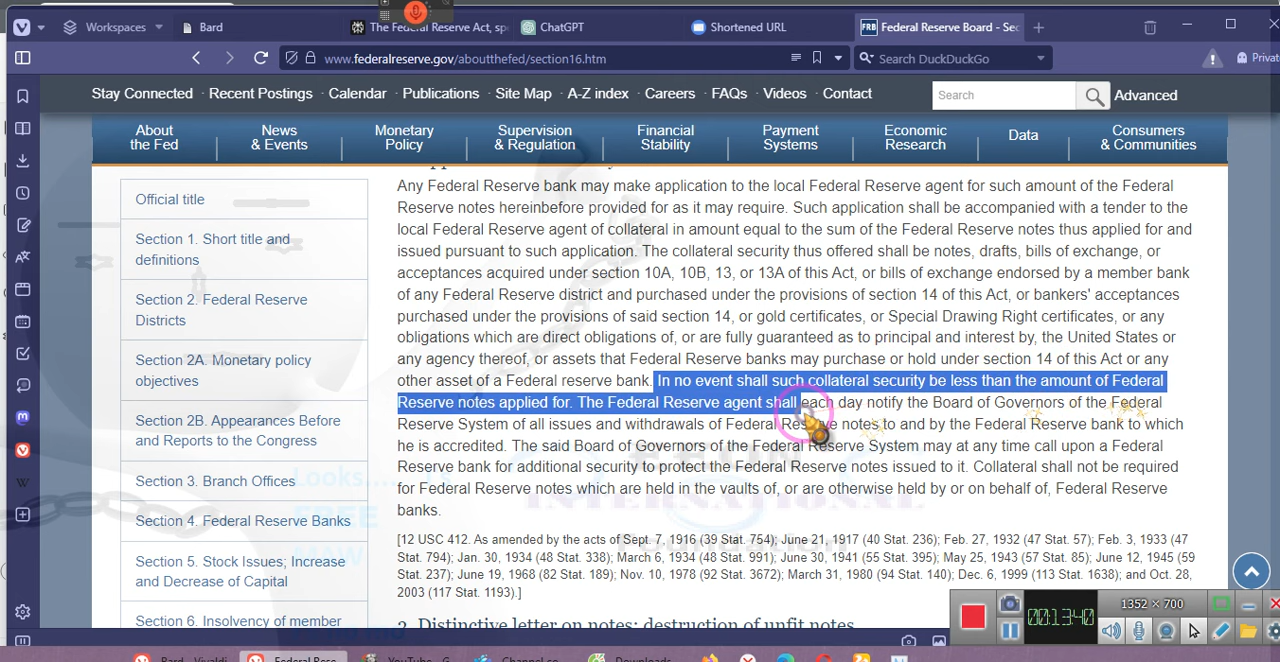 Workspaces
Bard
The Federal Reserve Act, sp
ChatGPT
Shortened URL
FRB
Federal Reserve Board - Sec
www.federalreserve.gov/aboutthefed/section16.htm
Search DuckDuckGo
Private
Stay Connected · Recent Postings · Calendar · Publications · Site Map · A-Z index · Careers · FAQs · Videos · Contact
Search
Advanced
About the Fed
News & Events
Monetary Policy
Supervision & Regulation
Financial Stability
Payment Systems
Economic Research
Data
Consumers & Communities
Official title
Section 1. Short title and
definitions
Section 2. Federal Reserve
Districts
Section 2A. Monetary policy
objectives
Section 2B. Appearances Before
and Reports to the Congress
Section 3. Branch Offices
Section 4. Federal Reserve Banks
Section 5. Stock Issues; Increase
and Decrease of Capital
Section 6. Insolvency of member
Any Federal Reserve bank may make application to the local Federal Reserve agent for such amount of the Federal
Reserve notes hereinbefore provided for as it may require. Such application shall be accompanied with a tender to the
local Federal Reserve agent of collateral in amount equal to the sum of the Federal Reserve notes thus applied for and
issued pursuant to such application. The collateral security thus offered shall be notes, drafts, bills of exchange, or
acceptances acquired under section 10A, 10B, 13, or 13A of this Act, or bills of exchange endorsed by a member bank
of any Federal Reserve district and purchased under the provisions of section 14 of this Act, or bankers' acceptances
purchased under the provisions of said section 14, or gold certificates, or Special Drawing Right certificates, or any
obligations which are direct obligations of, or are fully guaranteed as to principal and interest by, the United States or
any agency thereof, or assets that Federal Reserve banks may purchase or hold under section 14 of this Act or any
other asset of a Federal reserve bank. In no event shall such collateral security be less than the amount of Federal
Reserve notes applied for. The Federal Reserve agent shall each day notify the Board of Governors of the Federal
Reserve System of all issues and withdrawals of Federal Reserve notes to and by the Federal Reserve bank to which
he is accredited. The said Board of Governors of the Federal Reserve System may at any time call upon a Federal
Reserve bank for additional security to protect the Federal Reserve notes issued to it. Collateral shall not be required
for Federal Reserve notes which are held in the vaults of, or are otherwise held by or on behalf of, Federal Reserve
banks.
[12 USC 412. As amended by the acts of Sept. 7, 1916 (39 Stat. 754); June 21, 1917 (40 Stat. 236); Feb. 27, 1932 (47 Stat. 57); Feb. 3, 1933 (47
Stat. 794); Jan. 30, 1934 (48 Stat. 338); March 6, 1934 (48 Stat. 991); June 30, 1941 (55 Stat. 395); May 25, 1943 (57 Stat. 85); June 12, 1945 (59
Stat. 237); June 19, 1968 (82 Stat. 189); Nov. 10, 1978 (92 Stat. 3672); March 31, 1980 (94 Stat. 140); Dec. 6, 1999 (113 Stat. 1638); and Oct. 28,
2003 (117 Stat. 1193).]
2. Distinctive letter on notes; destruction of unfit notes
Looks
FREE
INTERNATIONAL
Foundation
00:13:40
1352 × 700
Bard - Vivaldi
Federal Rese
YouTube - G
Channel co
Downloads